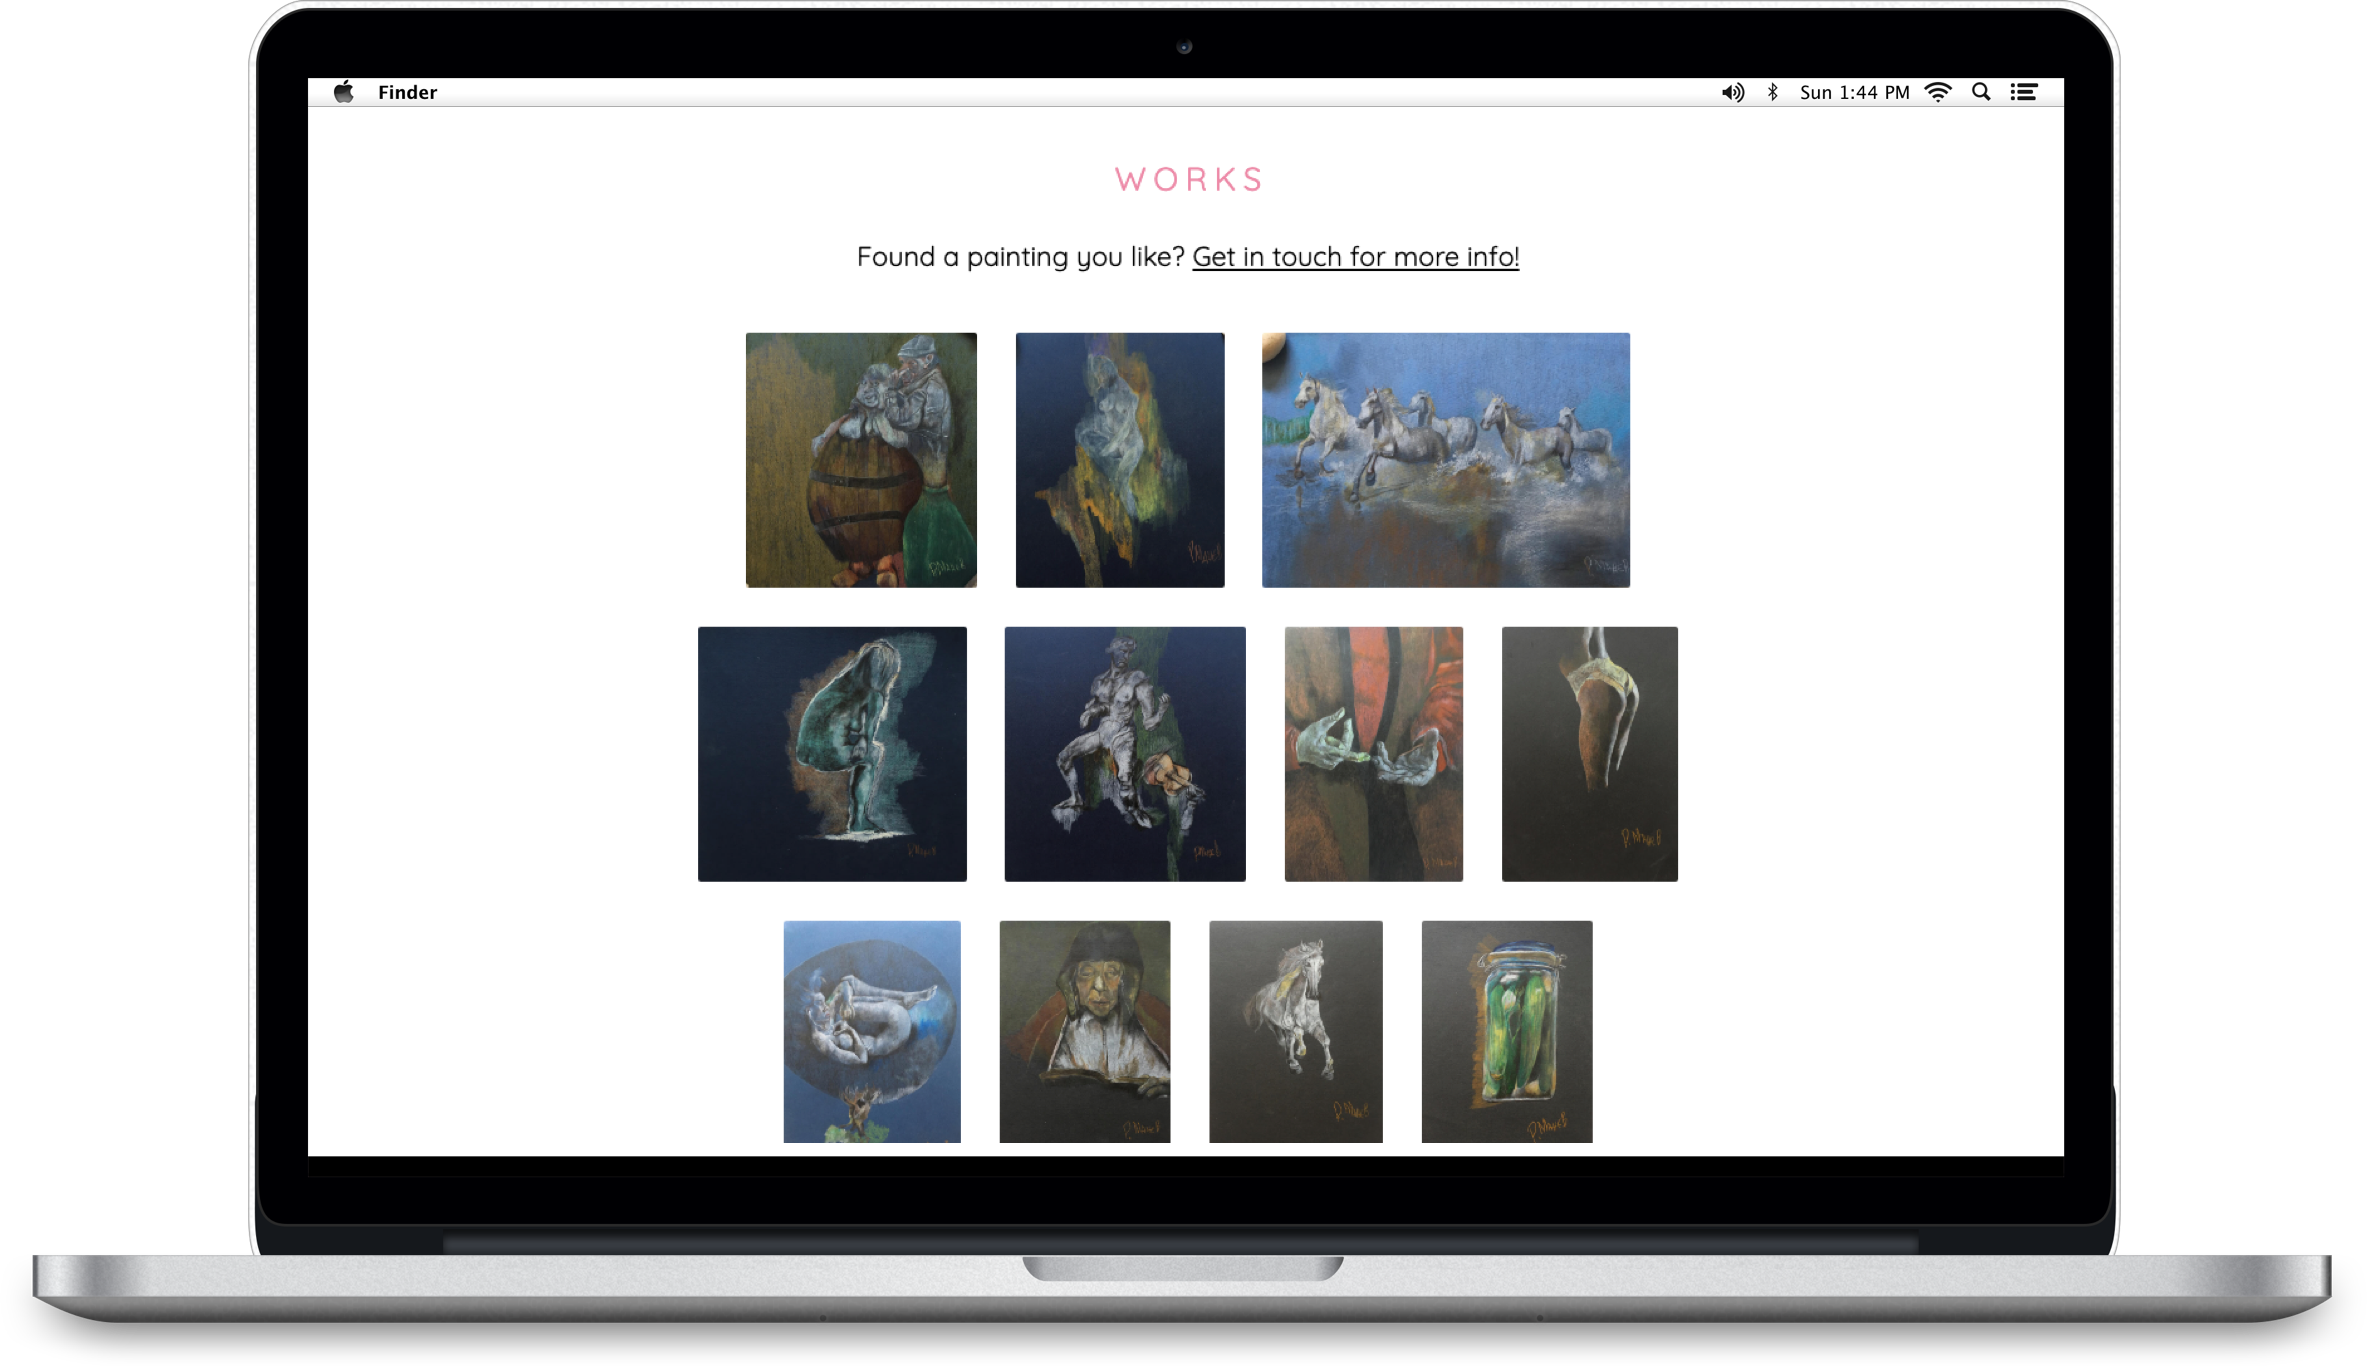 Finder
Sun 1:44 PM
WORKS
Found a painting you like? Get in touch for more info!